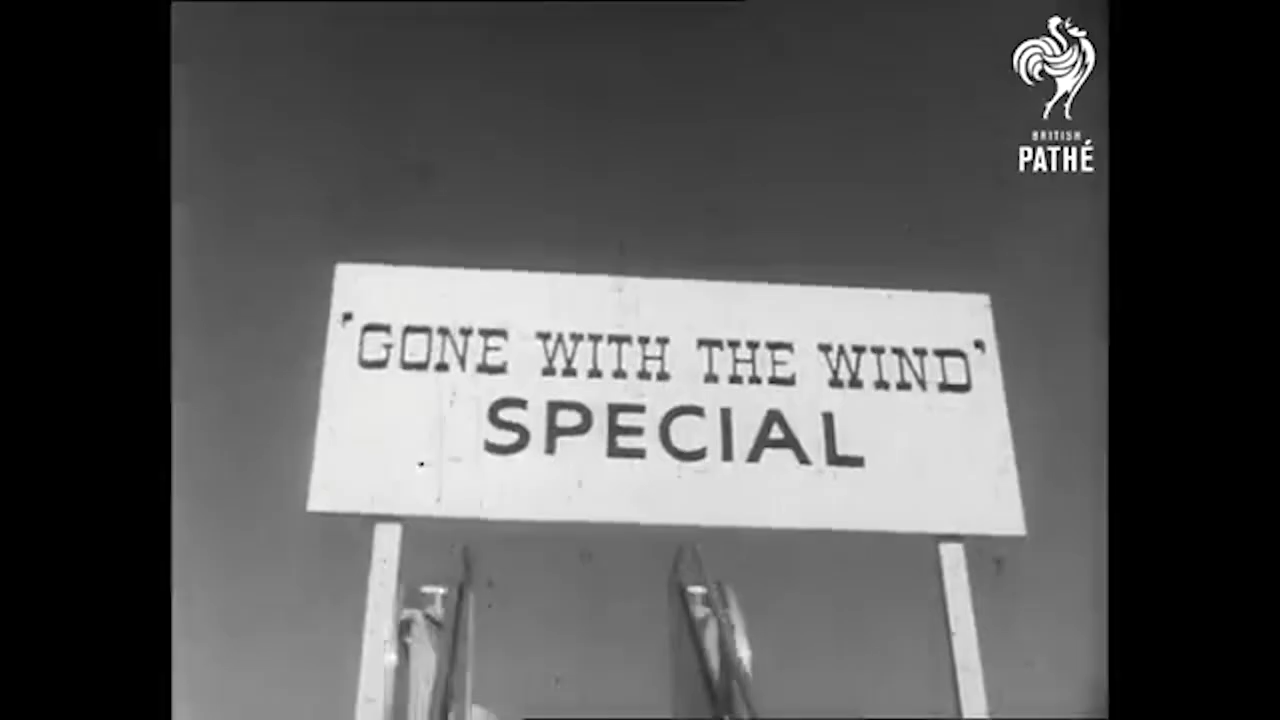 BRITISH
PATHÉ
'GONE WITH THE WIND'
SPECIAL